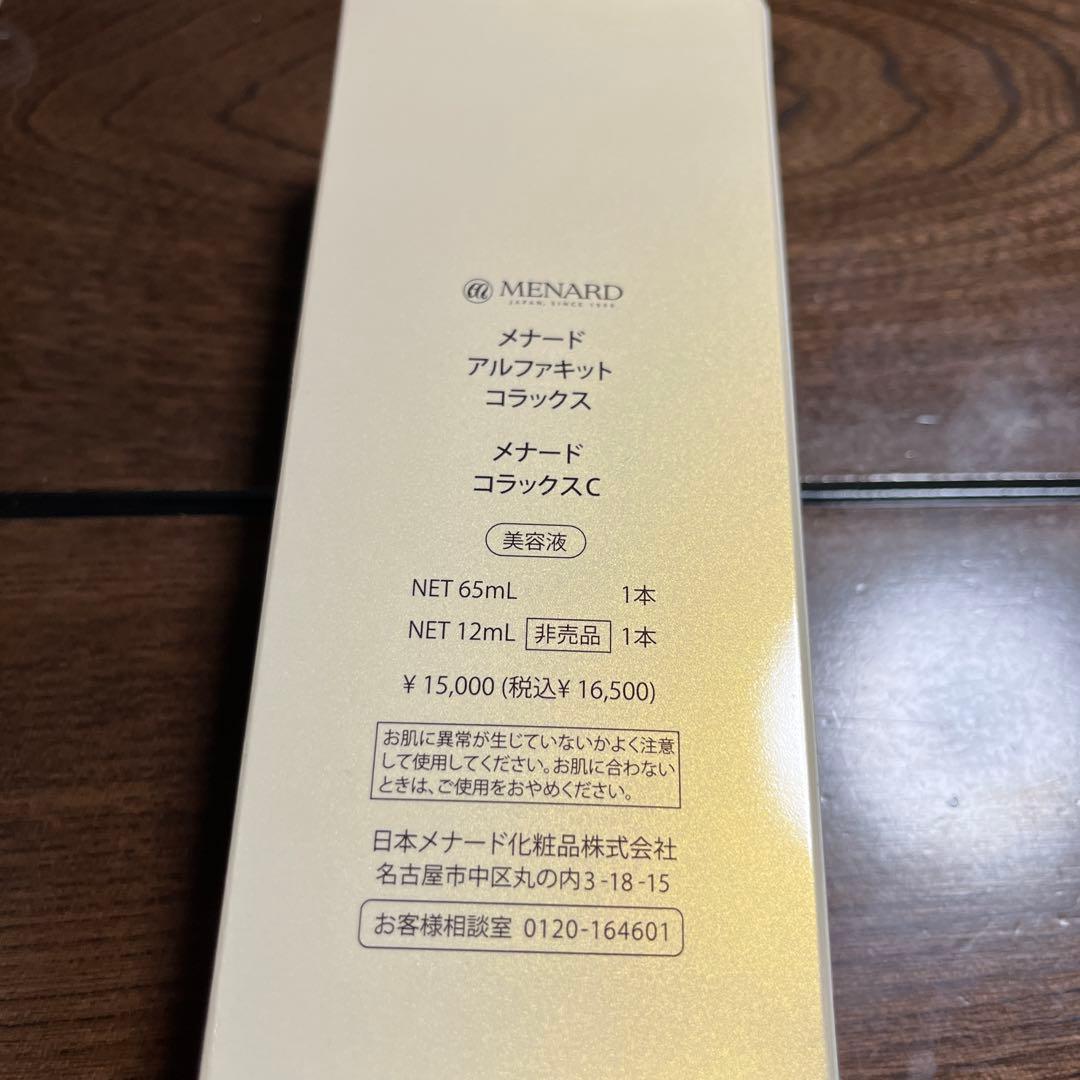 MENARD
JAPAN, SINCE 1959
メナード
アルファキット
コラックス
メナード
コラックスC
美容液
NET 65mL 1本
NET 12mL 非売品 1本
¥ 15,000 (税込¥ 16,500)
お肌に異常が生じていないかよく注意
して使用してください。お肌に合わない
ときは、ご使用をおやめください。
日本メナード化粧品株式会社
名古屋市中区丸の内3-18-15
お客様相談室 0120-164601